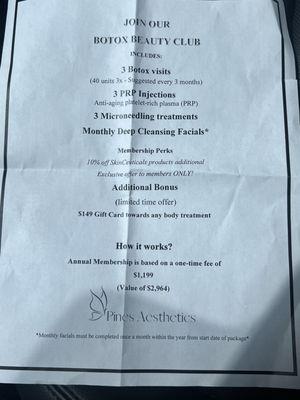 JOIN OUR
BOTOX BEAUTY CLUB
INCLUDES:
3 Botox visits
(40 units 3x - Suggested every 3 months)
3 PRP Injections
Anti-aging platelet-rich plasma (PRP)
3 Microneedling treatments
Monthly Deep Cleansing Facials*
Membership Perks
10% off SkinCeuticals products additional
Exclusive offer to members ONLY!
Additional Bonus
(limited time offer)
$149 Gift Card towards any body treatment
How it works?
Annual Membership is based on a one-time fee of
$1,199
(Value of $2,964)
Pines Aesthetics
*Monthly facials must be completed once a month within the year from start date of package*